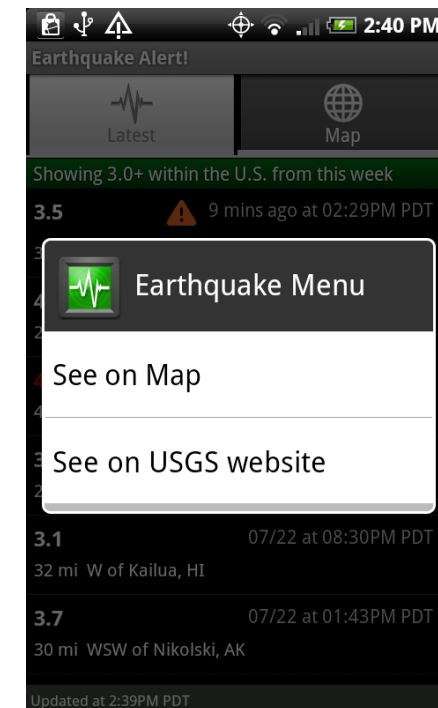 2:40 PM
Earthquake Alert!
Latest
Map
Showing 3.0+ within the U.S. from this week
3.5
9 mins ago at 02:29PM PDT
Earthquake Menu
See on Map
See on USGS website
3.1
07/22 at 08:30PM PDT
32 mi W of Kailua, HI
3.7
07/22 at 01:43PM PDT
30 mi WSW of Nikolski, AK
Updated at 2:39PM PDT